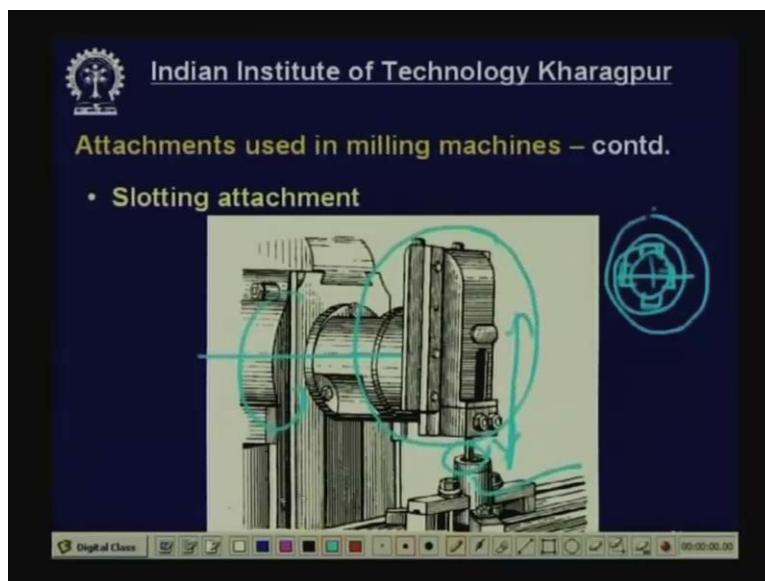 Indian Institute of Technology Kharagpur
Attachments used in milling machines – contd.
• Slotting attachment
Digital Class
00:00:00.00